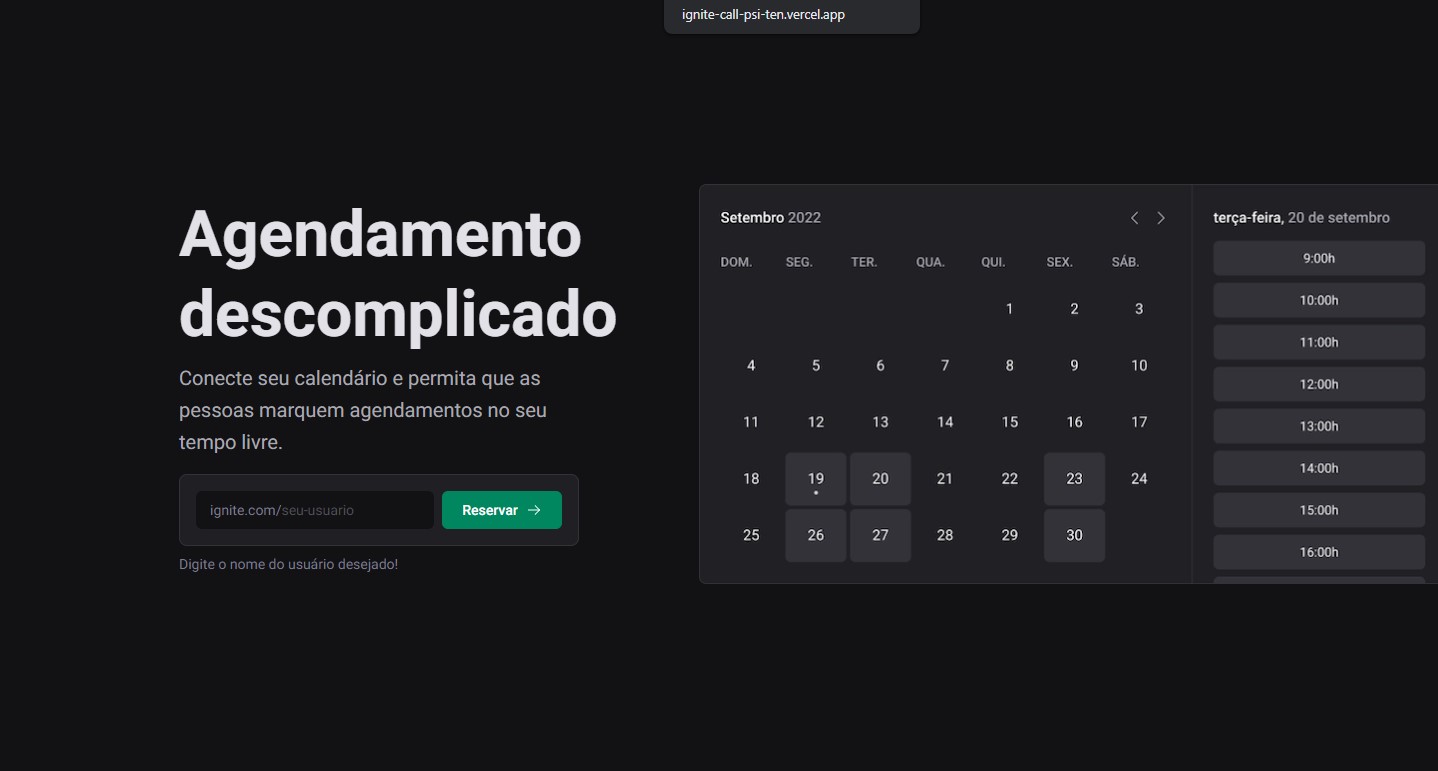 ignite-call-psi-ten.vercel.app
Agendamento
descomplicado
Conecte seu calendário e permita que as
pessoas marquem agendamentos no seu
tempo livre.
ignite.com/seu-usuario
Reservar →
Digite o nome do usuário desejado!
Setembro 2022
DOM. SEG. TER. QUA. QUI. SEX. SÁB.
1 2 3
4 5 6 7 8 9 10
11 12 13 14 15 16 17
18 19 20 21 22 23 24
25 26 27 28 29 30
terça-feira, 20 de setembro
9:00h
10:00h
11:00h
12:00h
13:00h
14:00h
15:00h
16:00h